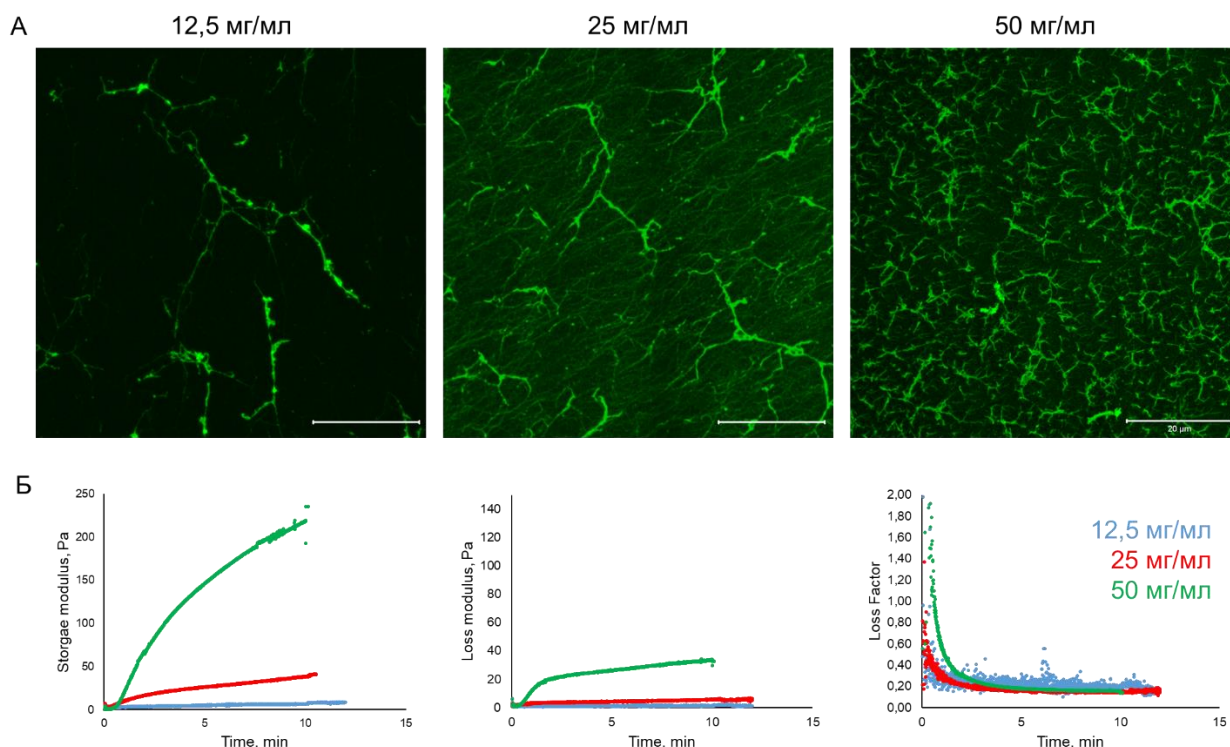 А
12,5 мг/мл
25 мг/мл
50 мг/мл
20 µm
Б
Storgae modulus, Pa
250
200
150
100
50
0
0
5
10
15
Time, min
Loss modulus, Pa
140
120
100
80
60
40
20
0
0
5
10
15
Time, min
Loss Factor
2,00
1,80
1,60
1,40
1,20
1,00
0,80
0,60
0,40
0,20
0,00
0
5
10
15
Time, min
12,5 мг/мл
25 мг/мл
50 мг/мл